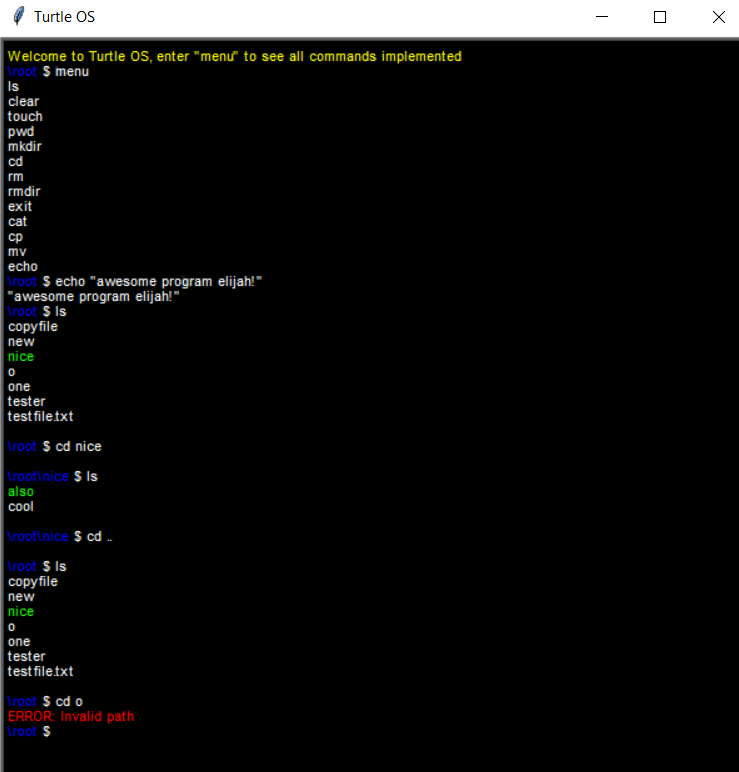 Turtle OS
Welcome to Turtle OS, enter "menu" to see all commands implemented
\root $ menu
ls
clear
touch
pwd
mkdir
cd
rm
rmdir
exit
cat
cp
mv
echo
\root $ echo "awesome program elijah!"
"awesome program elijah!"
\root $ ls
copyfile
new
nice
o
one
tester
testfile.txt
\root $ cd nice
\root\nice $ ls
also
cool
\root\nice $ cd ..
\root $ ls
copyfile
new
nice
o
one
tester
testfile.txt
\root $ cd o
ERROR: Invalid path
\root $